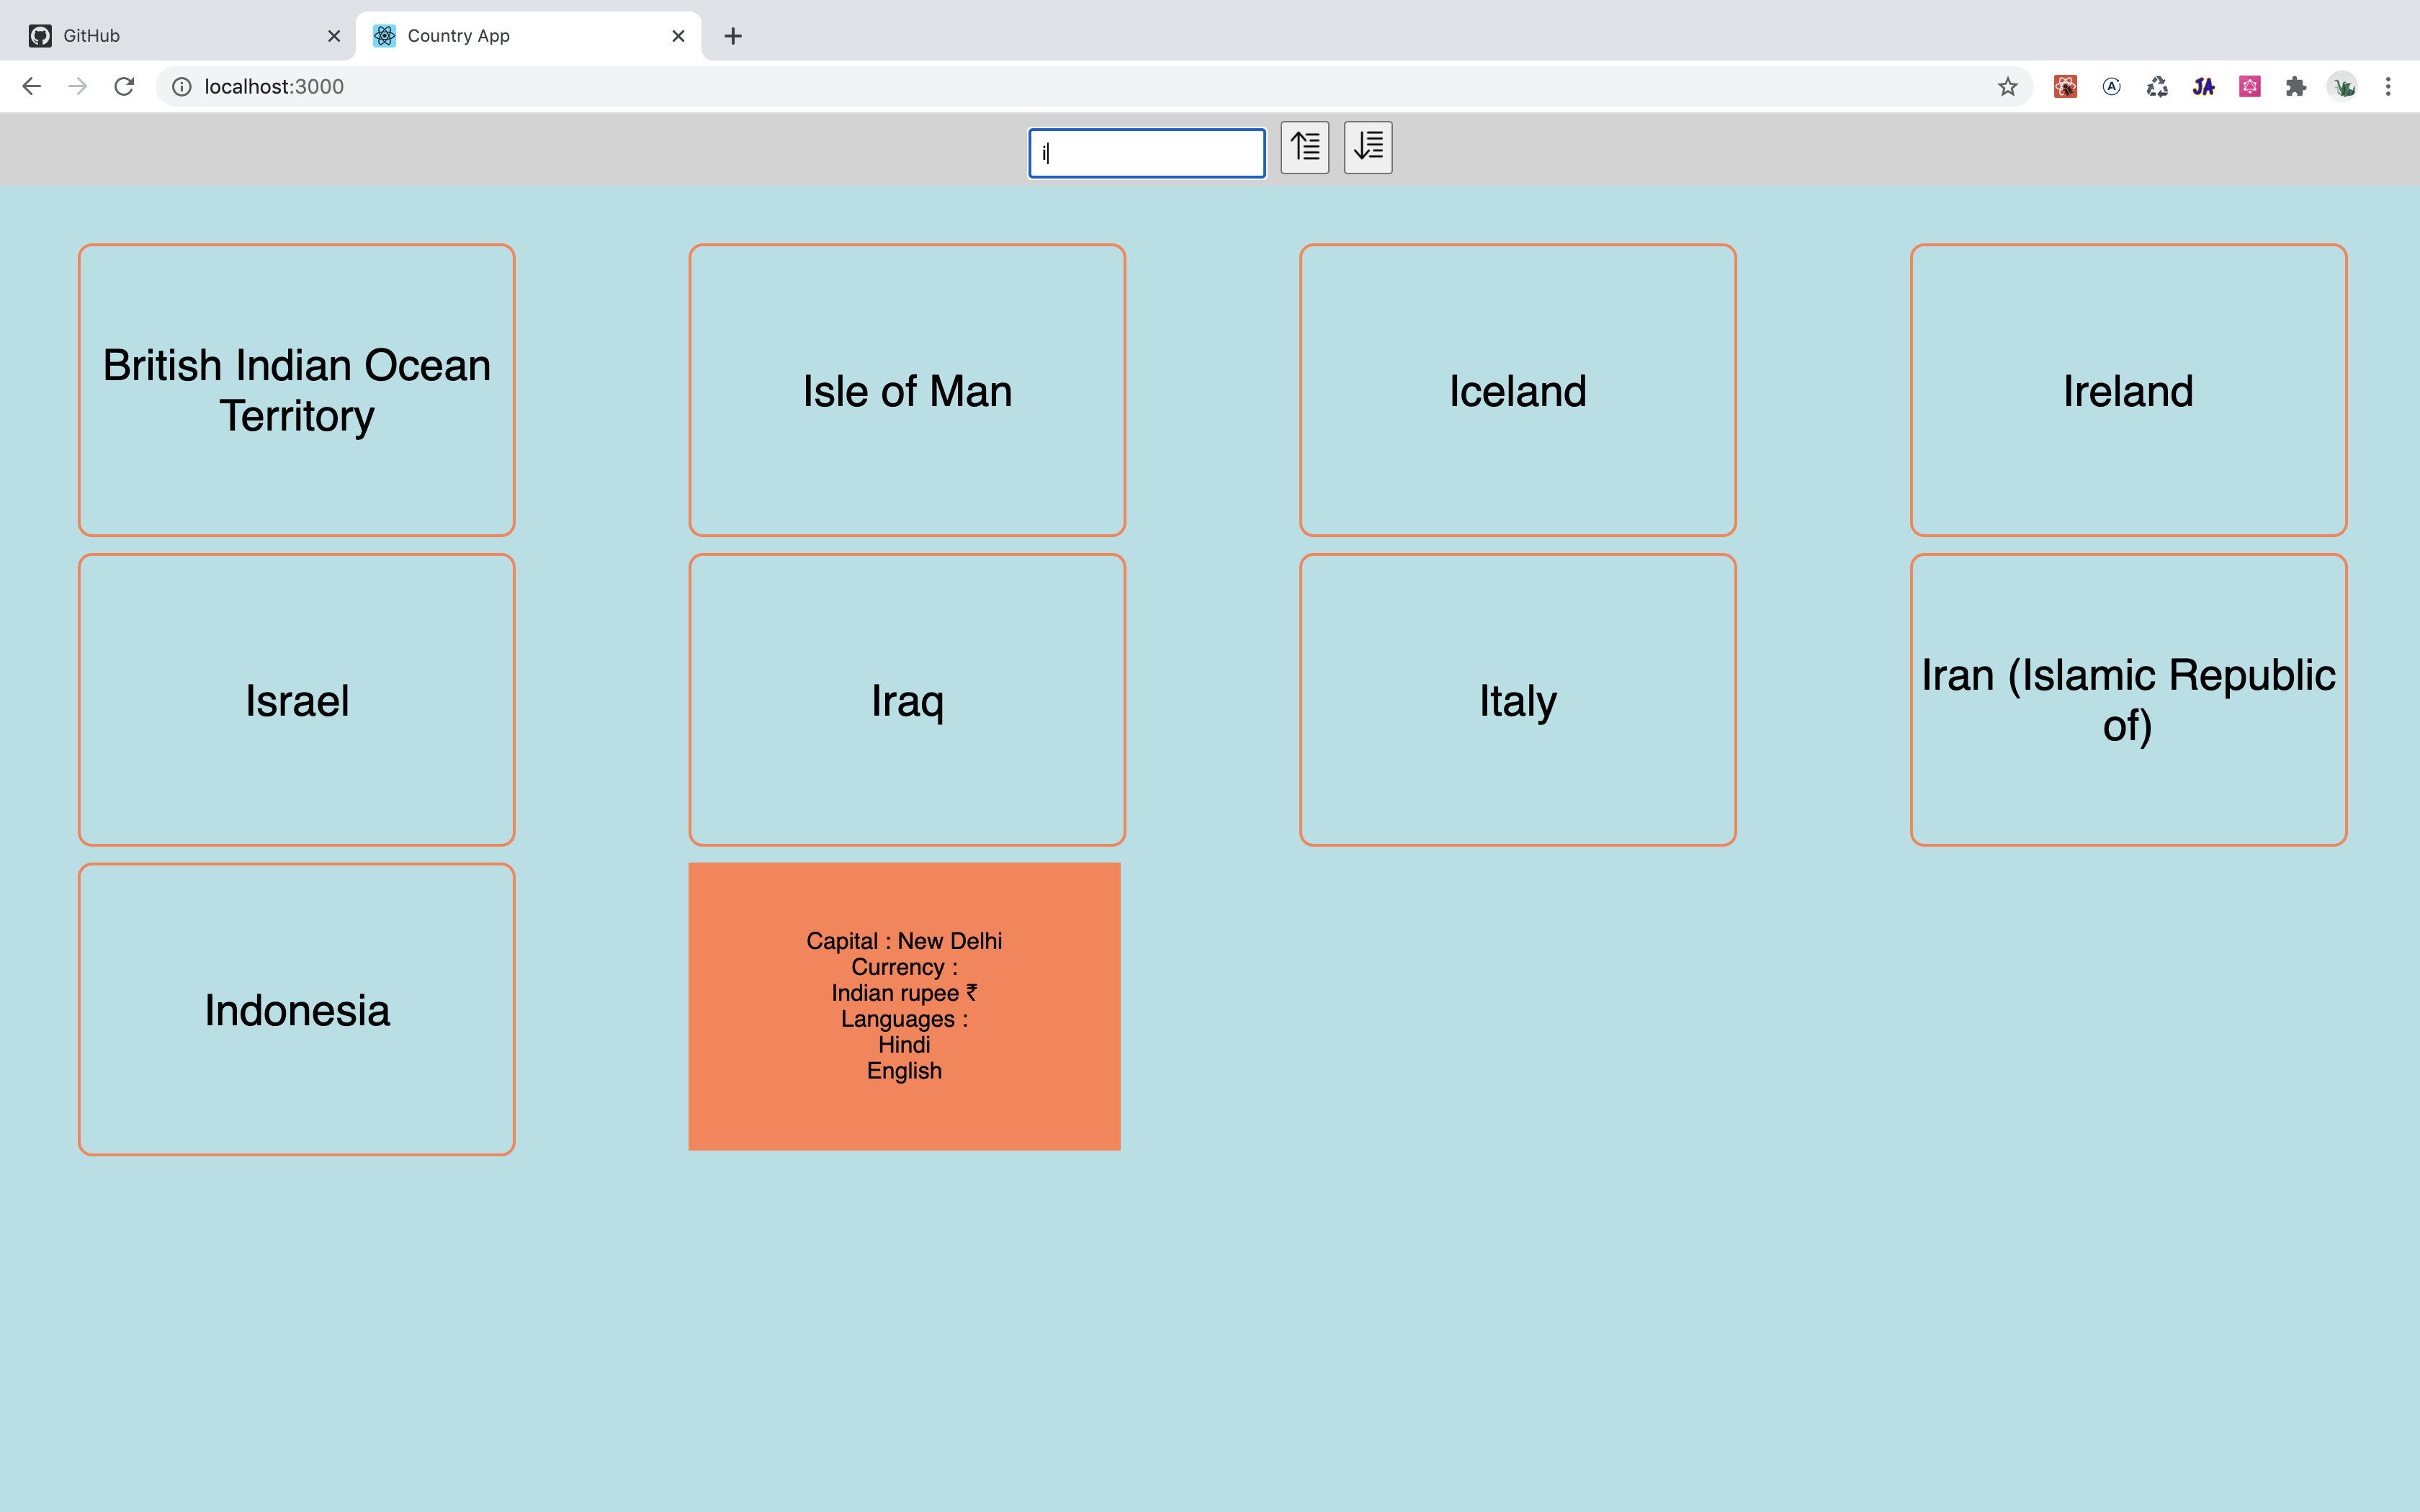 GitHub
Country App
localhost:3000
A
JA
i
British Indian Ocean
Territory
Isle of Man
Iceland
Ireland
Israel
Iraq
Italy
Iran (Islamic Republic
of)
Indonesia
Capital : New Delhi
Currency :
Indian rupee ₹
Languages :
Hindi
English